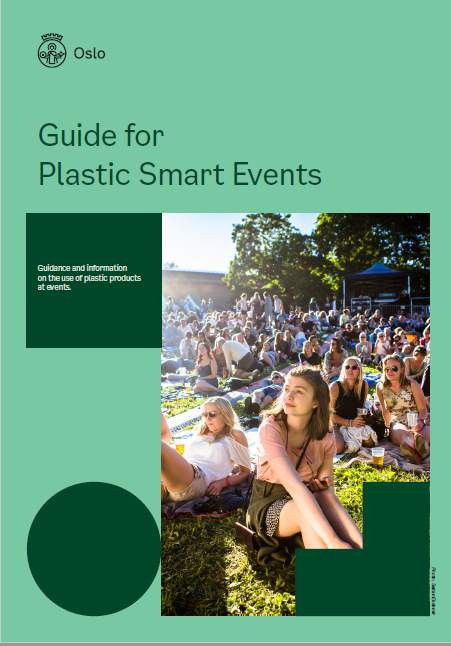 Oslo
Guide for
Plastic Smart Events
Guidance and information
on the use of plastic products
at events.